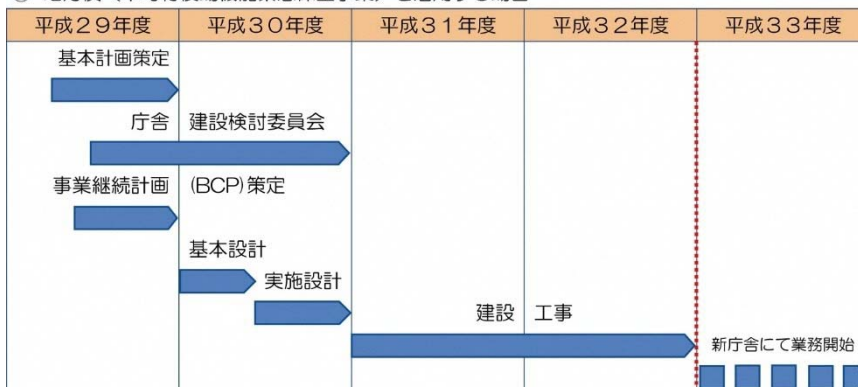 平成29年度 平成30年度 平成31年度 平成32年度 平成33年度
基本計画策定
庁舎 建設検討委員会
事業継続計画 (BCP)策定
基本設計
実施設計
建設 工事
新庁舎にて業務開始